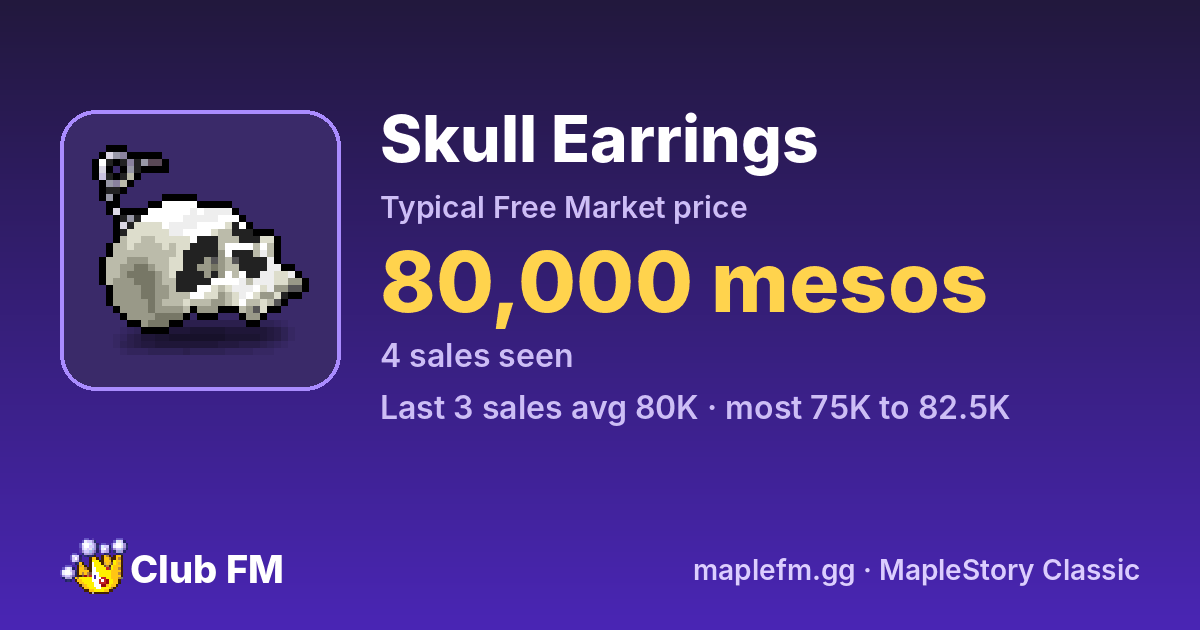 Skull Earrings
Typical Free Market price
80,000 mesos
4 sales seen
Last 3 sales avg 80K · most 75K to 82.5K
Club FM
maplefm.gg · MapleStory Classic